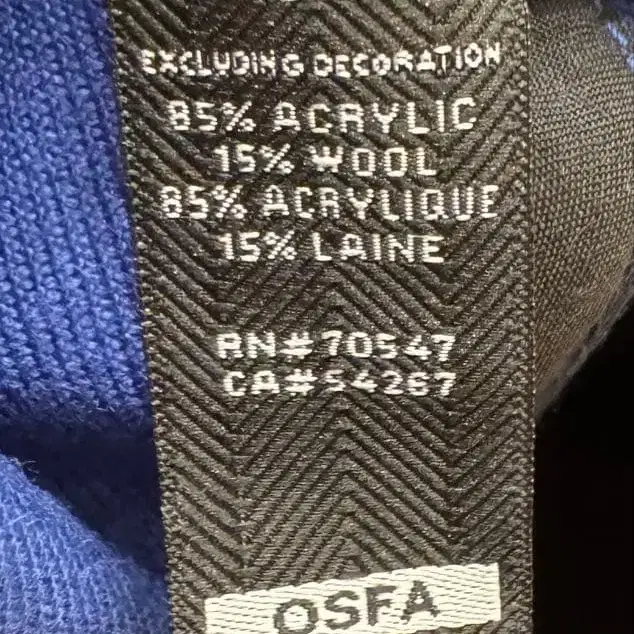 EXCLUDING DECORATION
85% ACRYLIC
15% WOOL
85% ACRYLIQUE
15% LAINE
RN#70547
CA#54267
OSFA